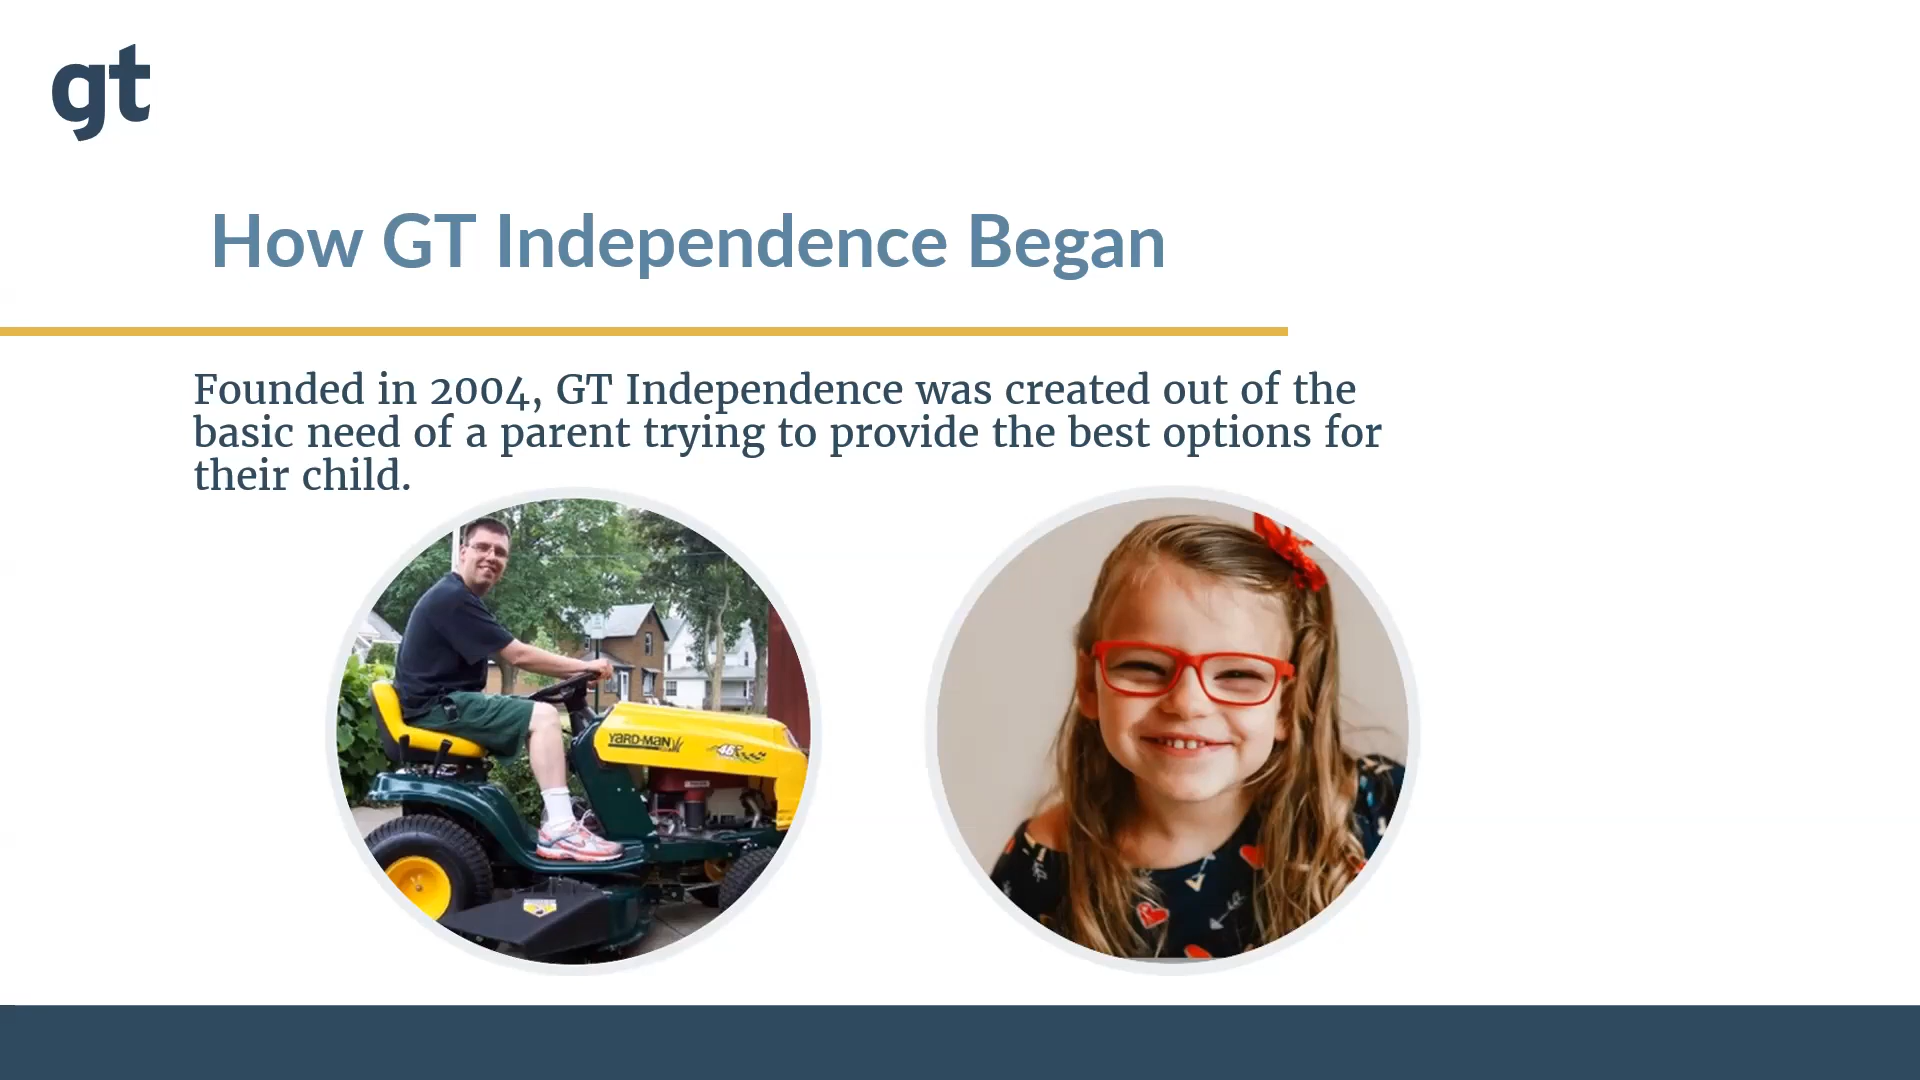 gt
How GT Independence Began
Founded in 2004, GT Independence was created out of the
basic need of a parent trying to provide the best options for
their child.
YARD-MAN
46